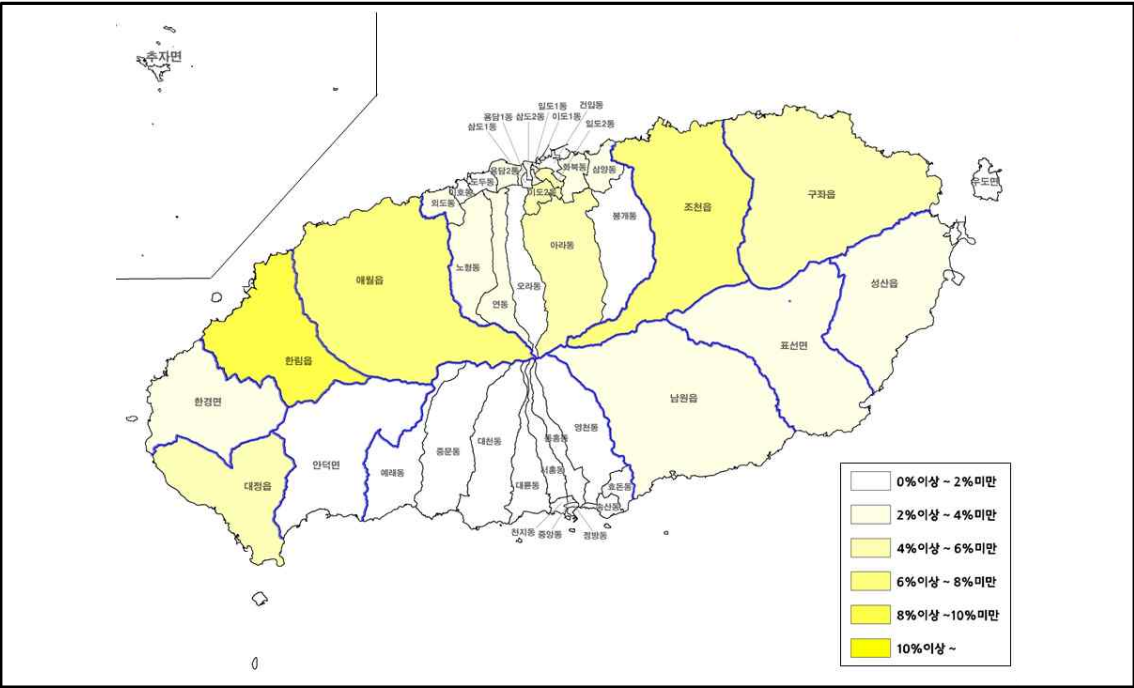 추자면
일도1동
건입동
용담1동
삼도2동
이도1동
삼도1동
일도2동
용담2동
화북동
삼양동
도두동
이호동
이도2동
외도동
우도면
구좌읍
조천읍
봉개동
아라동
노형동
애월읍
오라동
연동
성산읍
표선면
한림읍
남원읍
한경면
영천동
동홍동
대천동
중문동
안덕면
예래동
서홍동
대륜동
대정읍
효돈동
송산동
천지동
중앙동
정방동
0%이상 ~ 2%미만
2%이상 ~ 4%미만
4%이상 ~ 6%미만
6%이상 ~ 8%미만
8%이상 ~10%미만
10%이상 ~